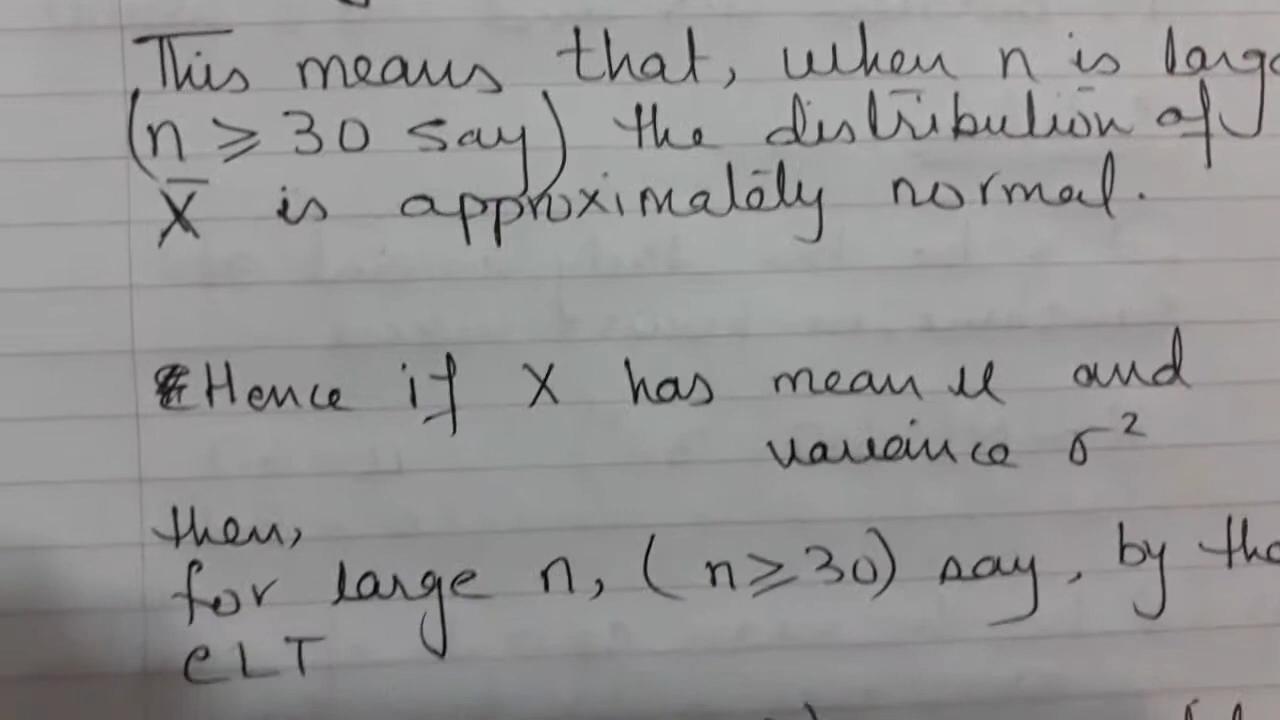 This means that, when n is large
(n ≥ 30 say) the distribution of
X̄ is approximately normal.
Hence if X has mean μ and
variance σ²
then,
for large n, (n ≥ 30) say, by the
CLT